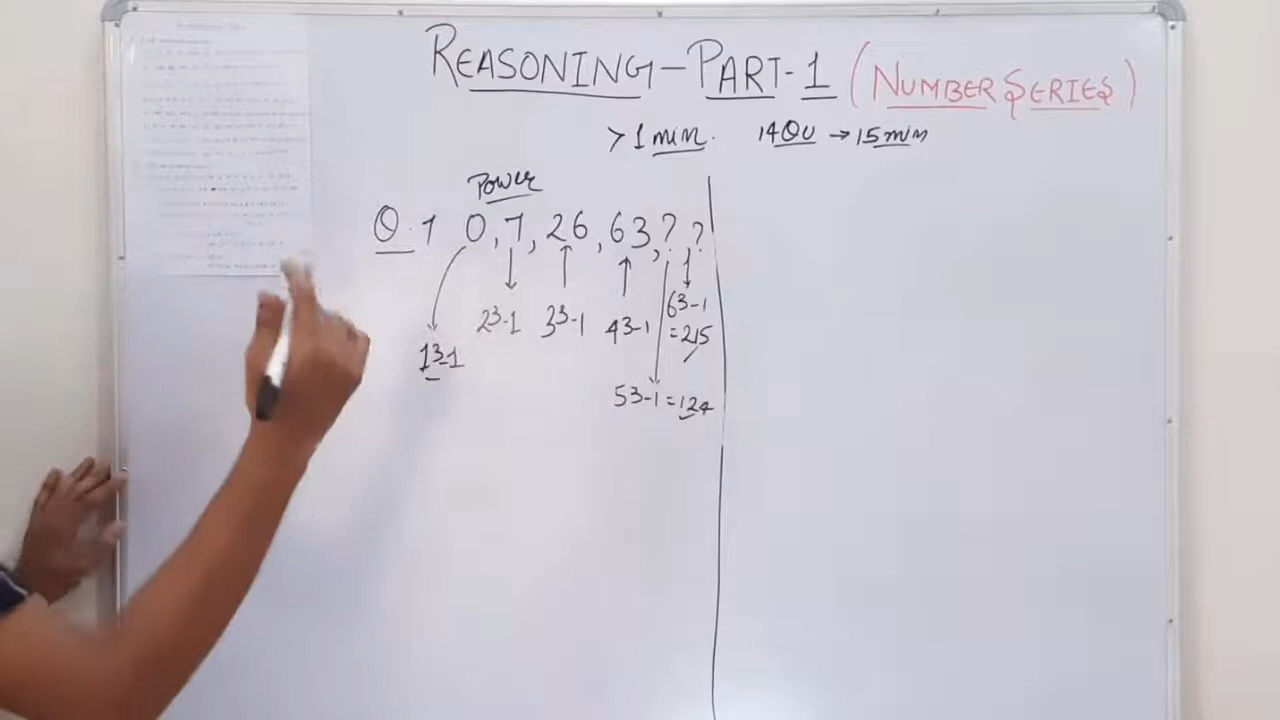 REASONING-PART-1 (NUMBER SERIES)
>1 min. 14QU → 15 min
Power
Q.1 0, 7, 26, 63, ? ?
6³-1
2³-1 3³-1 4³-1 =215
1³-1
5³-1=124